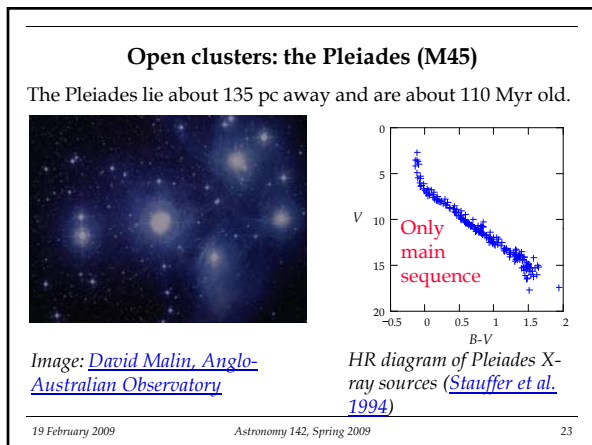 Open clusters: the Pleiades (M45)
The Pleiades lie about 135 pc away and are about 110 Myr old.
0
5
V
10
15
20
Only
main
sequence
−0.5 0 0.5 1 1.5 2
B-V
Image: David Malin, Anglo-
Australian Observatory
HR diagram of Pleiades X-
ray sources (Stauffer et al.
1994)
19 February 2009 Astronomy 142, Spring 2009 23